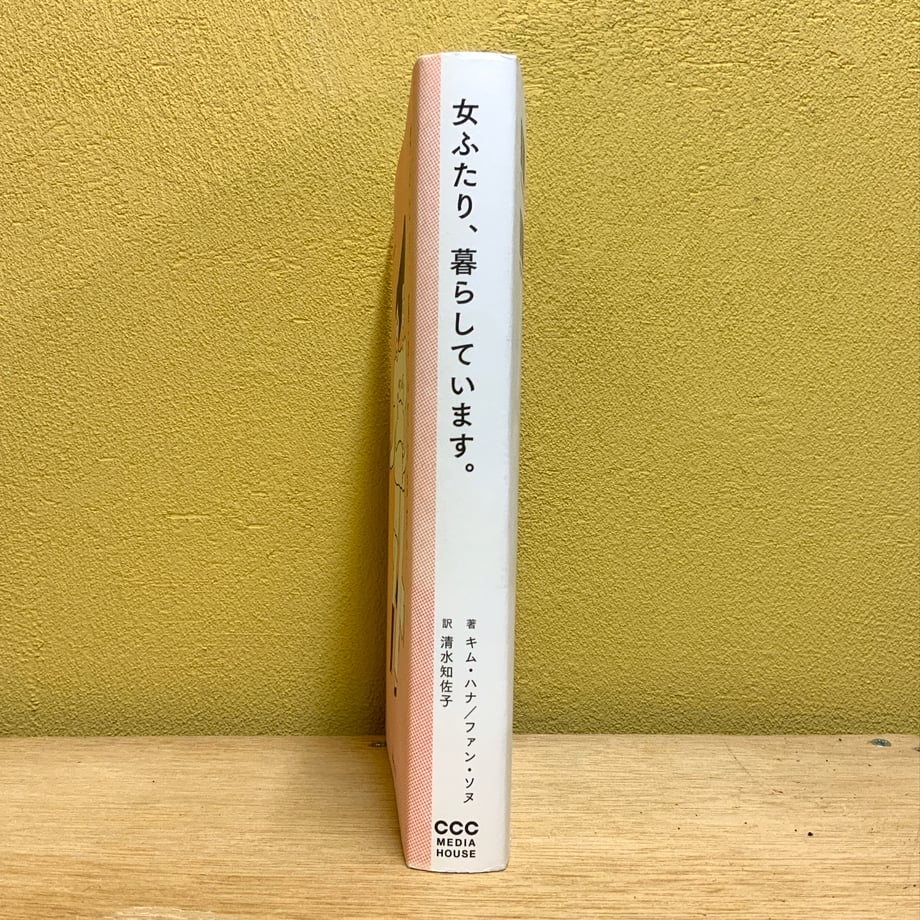 女ふたり、暮らしています。
著 キム・ハナ／ファン・ソヌ
訳 清水知佐子
CCC
MEDIA
HOUSE